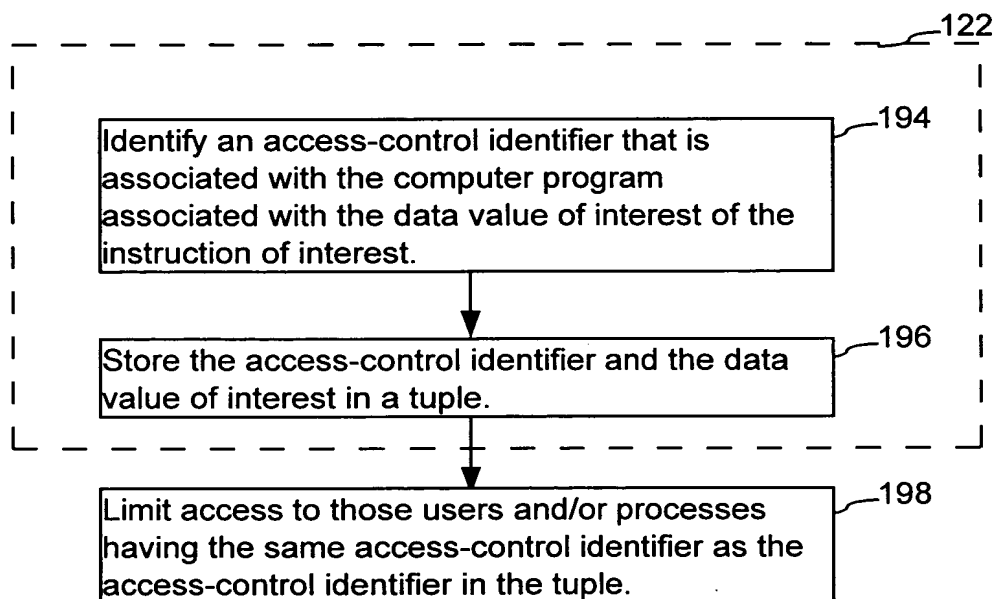 122
194
Identify an access-control identifier that is
associated with the computer program
associated with the data value of interest of the
instruction of interest.
196
Store the access-control identifier and the data
value of interest in a tuple.
198
Limit access to those users and/or processes
having the same access-control identifier as the
access-control identifier in the tuple.